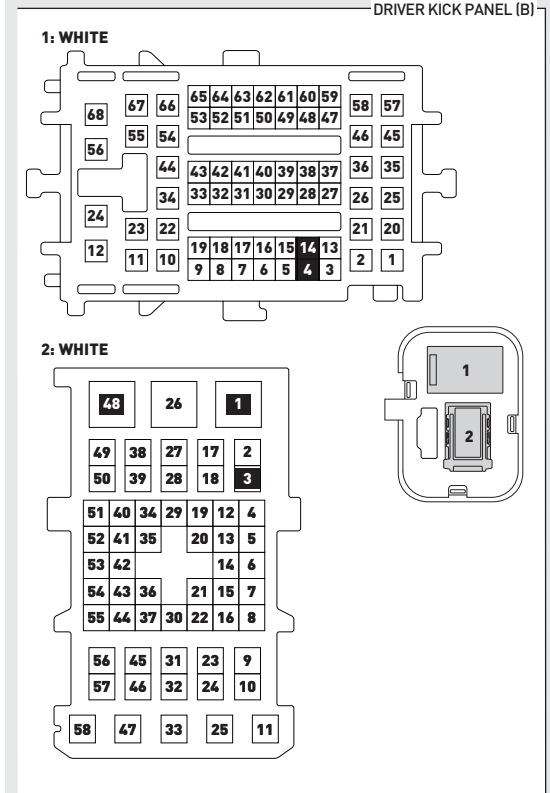 DRIVER KICK PANEL (B)
1: WHITE
65 64 63 62 61 60 59
67 66 58 57
68 53 52 51 50 49 48 47
55 54 46 45
56
44 43 42 41 40 39 38 37 36 35
34 33 32 31 30 29 28 27 26 25
24
23 22 21 20
12 19 18 17 16 15 14 13
11 10 9 8 7 6 5 4 3 2 1
2: WHITE
48 26 1
49 38 27 17 2
50 39 28 18 3
51 40 34 29 19 12 4
52 41 35 20 13 5
53 42 14 6
54 43 36 21 15 7
55 44 37 30 22 16 8
56 45 31 23 9
57 46 32 24 10
58 47 33 25 11
1
2